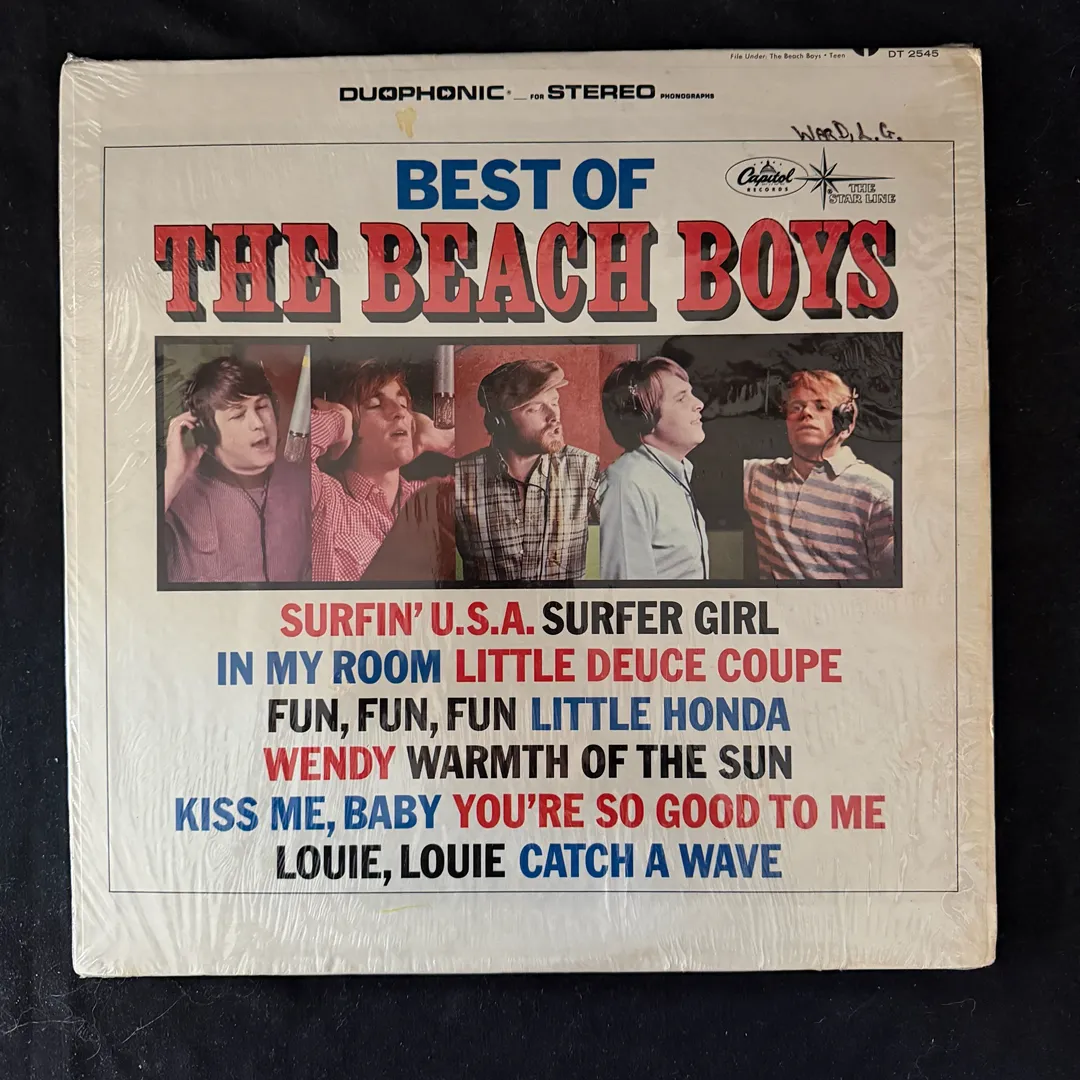 File Under: The Beach Boys • Teen DT 2545
DUOPHONIC FOR STEREO PHONOGRAPHS
WARD, L.G.
BEST OF
Capitol
RECORDS
THE
STAR LINE
THE BEACH BOYS
SURFIN' U.S.A. SURFER GIRL
IN MY ROOM LITTLE DEUCE COUPE
FUN, FUN, FUN LITTLE HONDA
WENDY WARMTH OF THE SUN
KISS ME, BABY YOU'RE SO GOOD TO ME
LOUIE, LOUIE CATCH A WAVE